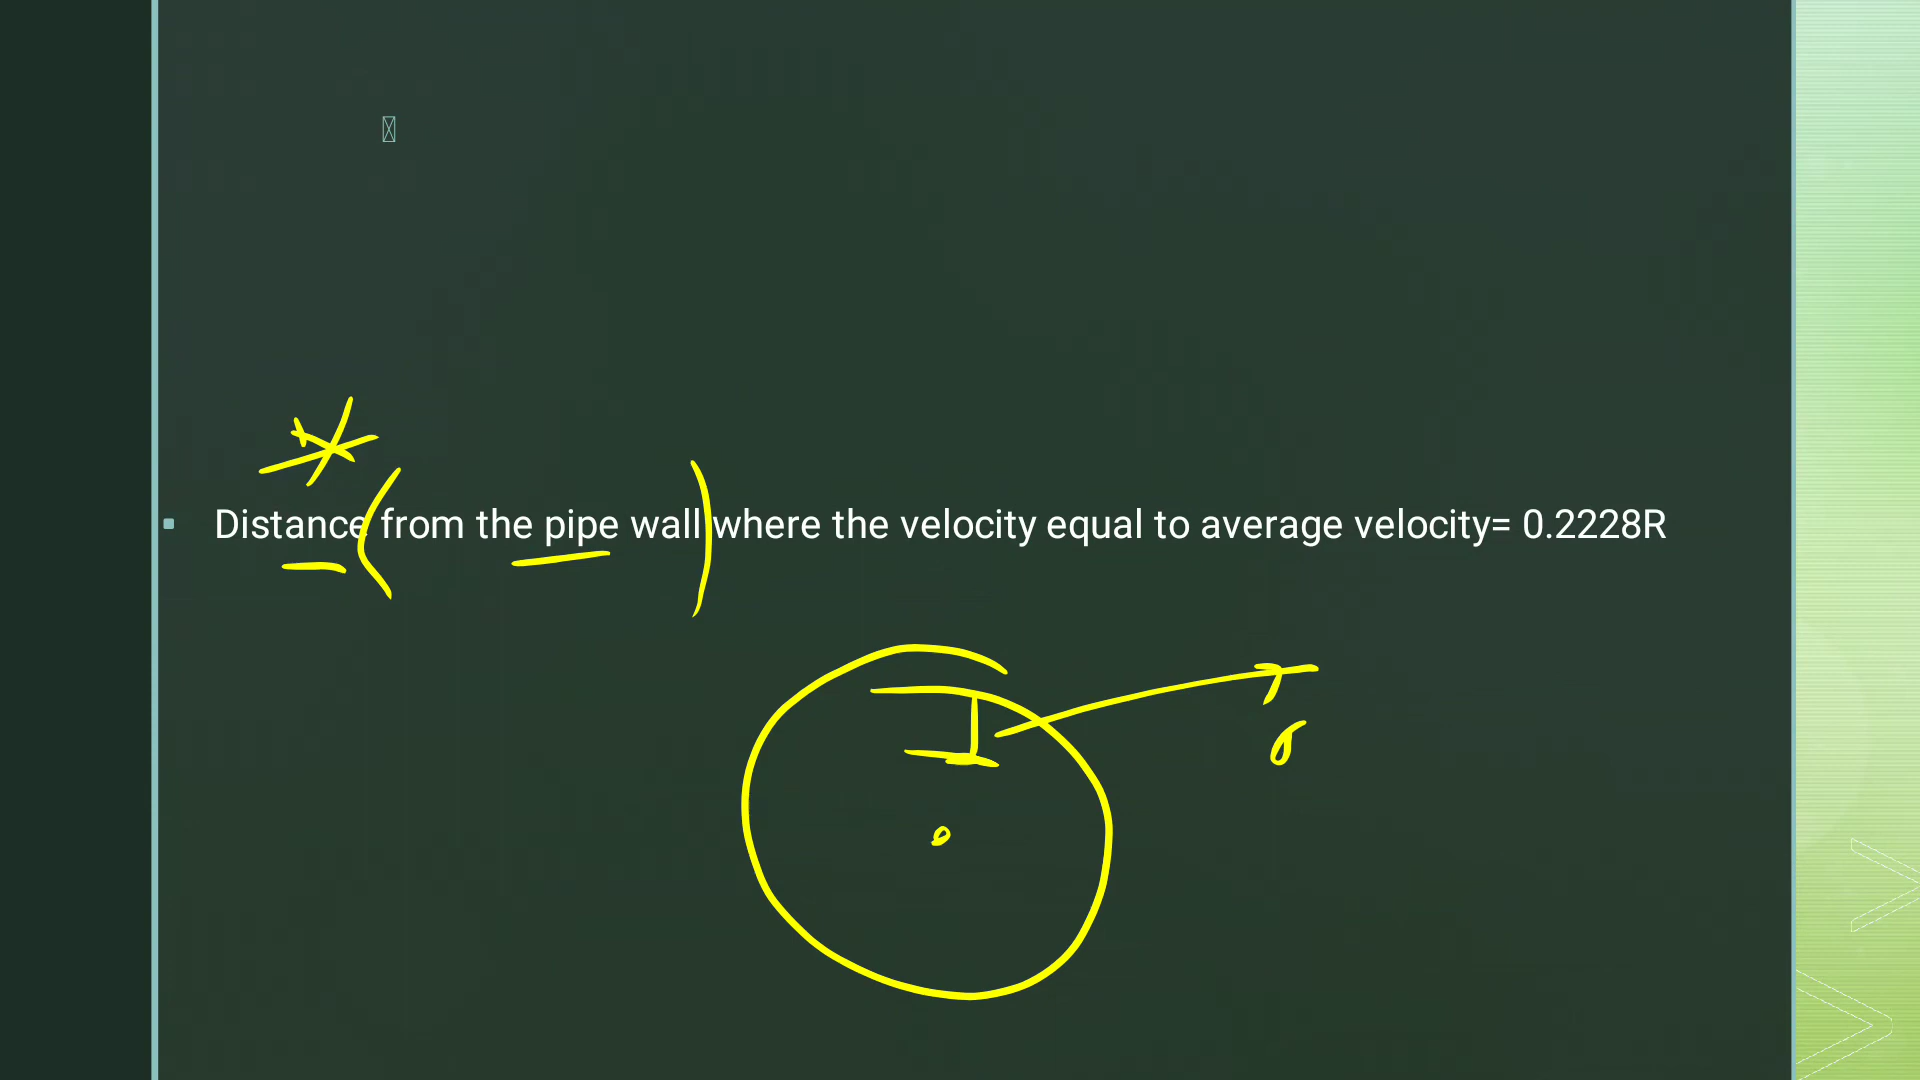 Distance from the pipe wall where the velocity equal to average velocity= 0.2228R